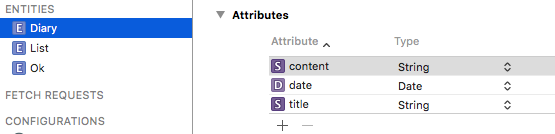 ENTITIES
E Diary
E List
E Ok
FETCH REQUESTS
CONFIGURATIONS
Attributes
Attribute Type
S content String
D date Date
S title String
+ −